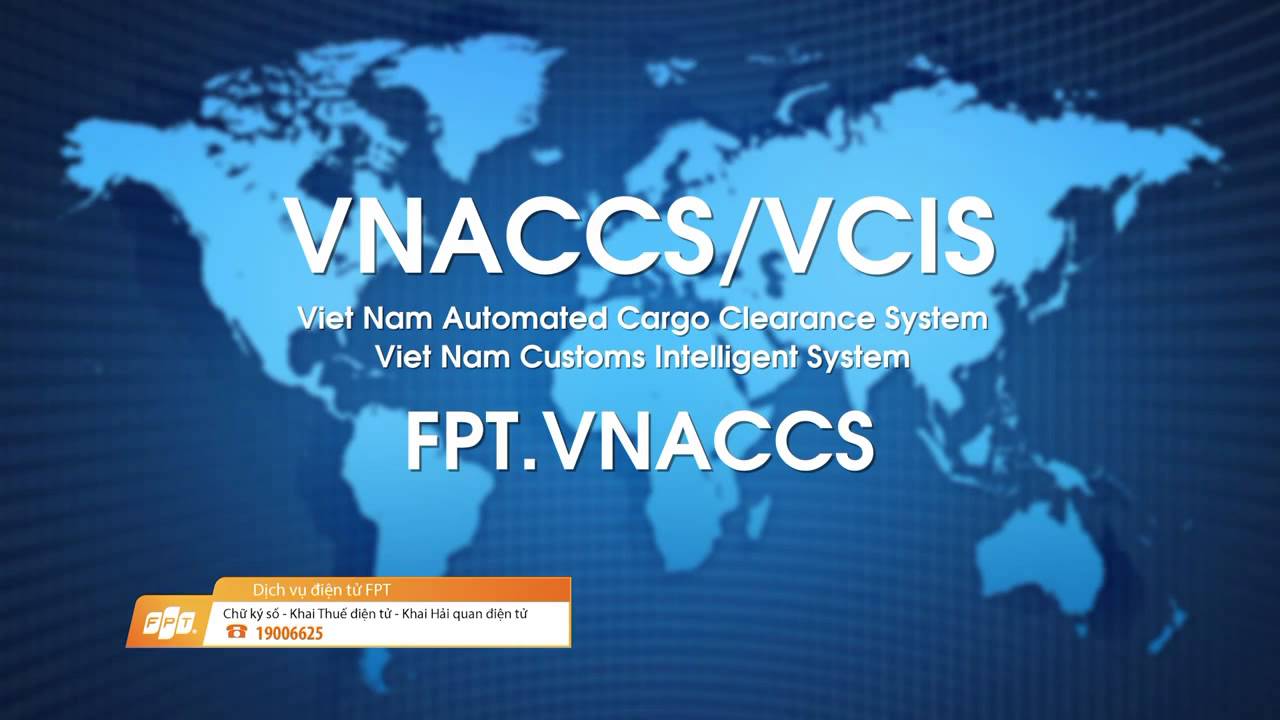 VNACCS/VCIS
Viet Nam Automated Cargo Clearance System
Viet Nam Customs Intelligent System
FPT.VNACCS
Dịch vụ điện tử FPT
FPT®
Chữ ký số - Khai Thuế điện tử - Khai Hải quan điện tử
☎ 19006625